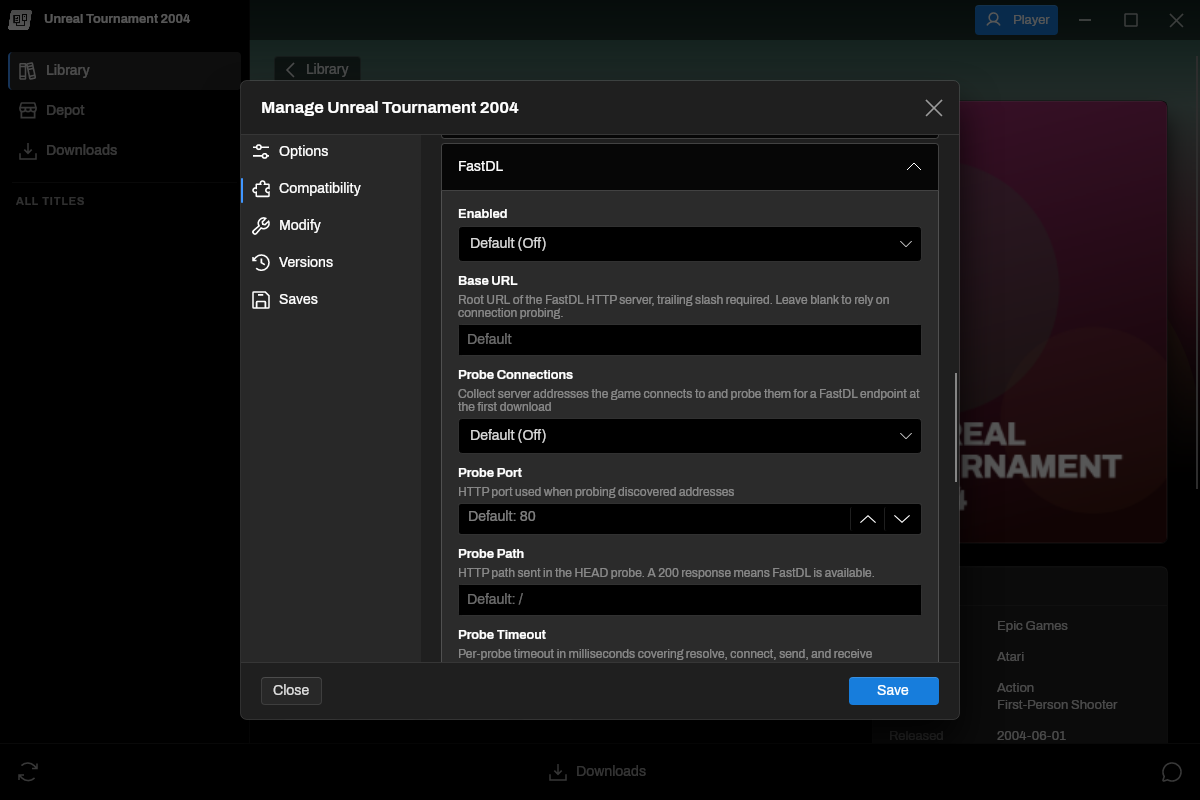 Unreal Tournament 2004
Player
Library
Depot
Downloads
ALL TITLES
Library
Manage Unreal Tournament 2004
Options
Compatibility
Modify
Versions
Saves
FastDL
Enabled
Default (Off)
Base URL
Root URL of the FastDL HTTP server, trailing slash required. Leave blank to rely on
connection probing.
Default
Probe Connections
Collect server addresses the game connects to and probe them for a FastDL endpoint at
the first download
Default (Off)
Probe Port
HTTP port used when probing discovered addresses
Default: 80
Probe Path
HTTP path sent in the HEAD probe. A 200 response means FastDL is available.
Default: /
Probe Timeout
Per-probe timeout in milliseconds covering resolve, connect, send, and receive
Close
Save
REAL
RNAMENT
4
Epic Games
Atari
Action
First-Person Shooter
Released
2004-06-01
Downloads